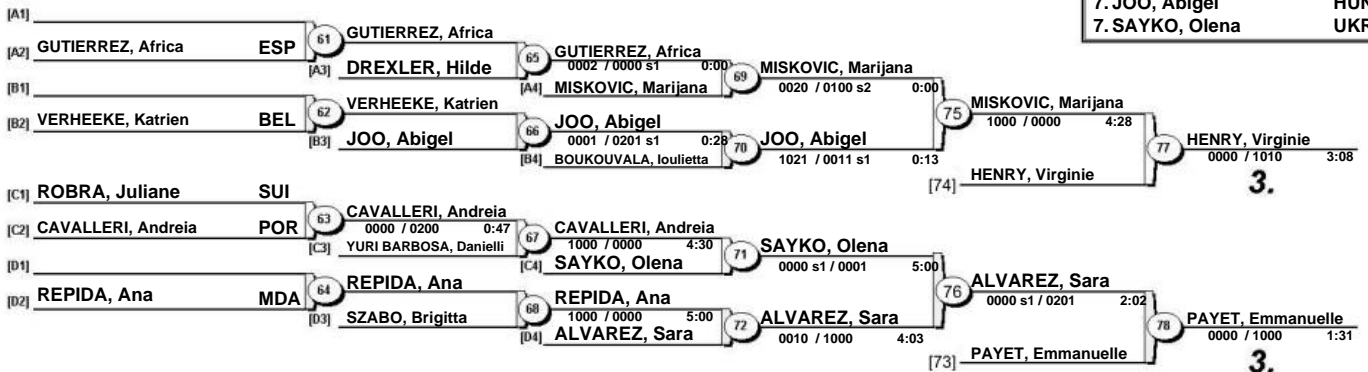 7. JOO, Abigel HUN
7. SAYKO, Olena UKR
[A1]
[A2] GUTIERREZ, Africa ESP
61 GUTIERREZ, Africa
[A3] DREXLER, Hilde
65 GUTIERREZ, Africa
0002 / 0000 s1 0:00
[A4] MISKOVIC, Marijana
69 MISKOVIC, Marijana
0020 / 0100 s2 0:00
[B1]
[B2] VERHEEKE, Katrien BEL
62 VERHEEKE, Katrien
[B3] JOO, Abigel
66 JOO, Abigel
0001 / 0201 s1 0:28
[B4] BOUKOUVALA, Ioulietta
70 JOO, Abigel
1021 / 0011 s1 0:13
75 MISKOVIC, Marijana
1000 / 0000 4:28
[74] HENRY, Virginie
77 HENRY, Virginie
0000 / 1010 3:08
3.
[C1] ROBRA, Juliane SUI
[C2] CAVALLERI, Andreia POR
63 CAVALLERI, Andreia
0000 / 0200 0:47
[C3] YURI BARBOSA, Danielli
67 CAVALLERI, Andreia
1000 / 0000 4:30
[C4] SAYKO, Olena
71 SAYKO, Olena
0000 s1 / 0001 5:00
[D1]
[D2] REPIDA, Ana MDA
64 REPIDA, Ana
[D3] SZABO, Brigitta
68 REPIDA, Ana
1000 / 0000 5:00
[D4] ALVAREZ, Sara
72 ALVAREZ, Sara
0010 / 1000 4:03
76 ALVAREZ, Sara
0000 s1 / 0201 2:02
[73] PAYET, Emmanuelle
78 PAYET, Emmanuelle
0000 / 1000 1:31
3.